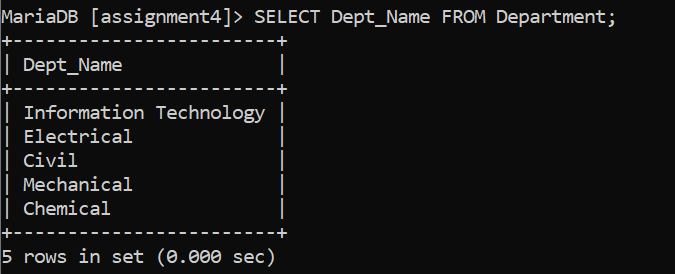 MariaDB [assignment4]> SELECT Dept_Name FROM Department;
+------------------------+
| Dept_Name              |
+------------------------+
| Information Technology |
| Electrical             |
| Civil                  |
| Mechanical             |
| Chemical               |
+------------------------+
5 rows in set (0.000 sec)